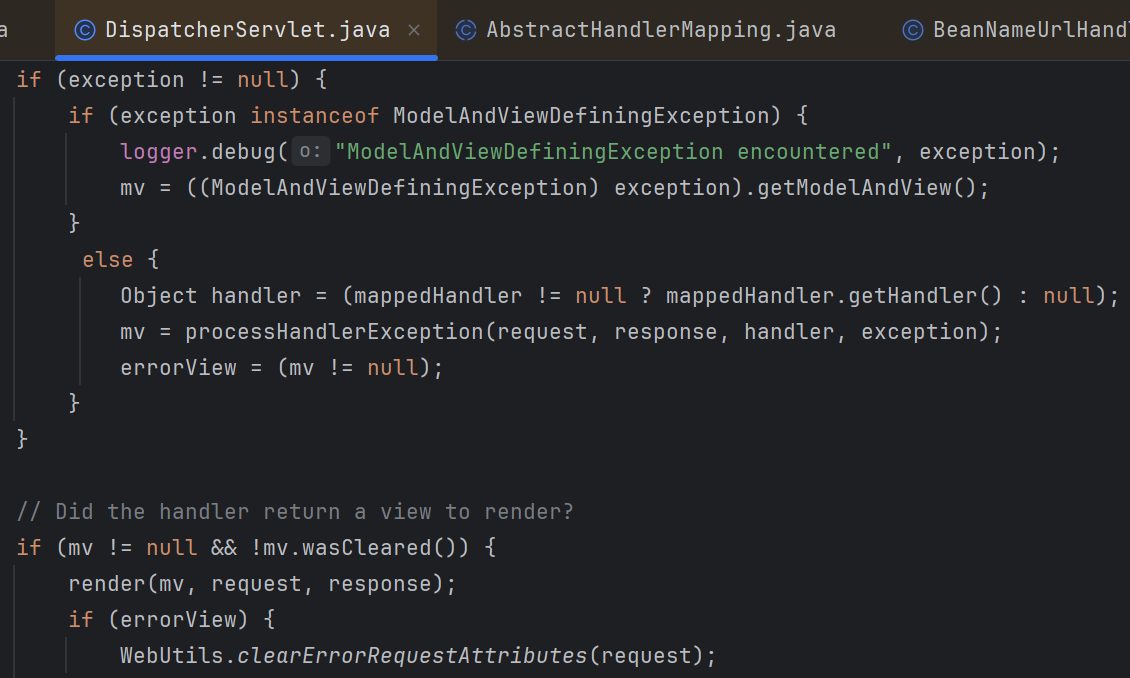 a DispatcherServlet.java × AbstractHandlerMapping.java BeanNameUrlHand
if (exception != null) {
    if (exception instanceof ModelAndViewDefiningException) {
        logger.debug( o: "ModelAndViewDefiningException encountered", exception);
        mv = ((ModelAndViewDefiningException) exception).getModelAndView();
    }
     else {
        Object handler = (mappedHandler != null ? mappedHandler.getHandler() : null);
        mv = processHandlerException(request, response, handler, exception);
        errorView = (mv != null);
    }
}
// Did the handler return a view to render?
if (mv != null && !mv.wasCleared()) {
    render(mv, request, response);
    if (errorView) {
        WebUtils.clearErrorRequestAttributes(request);